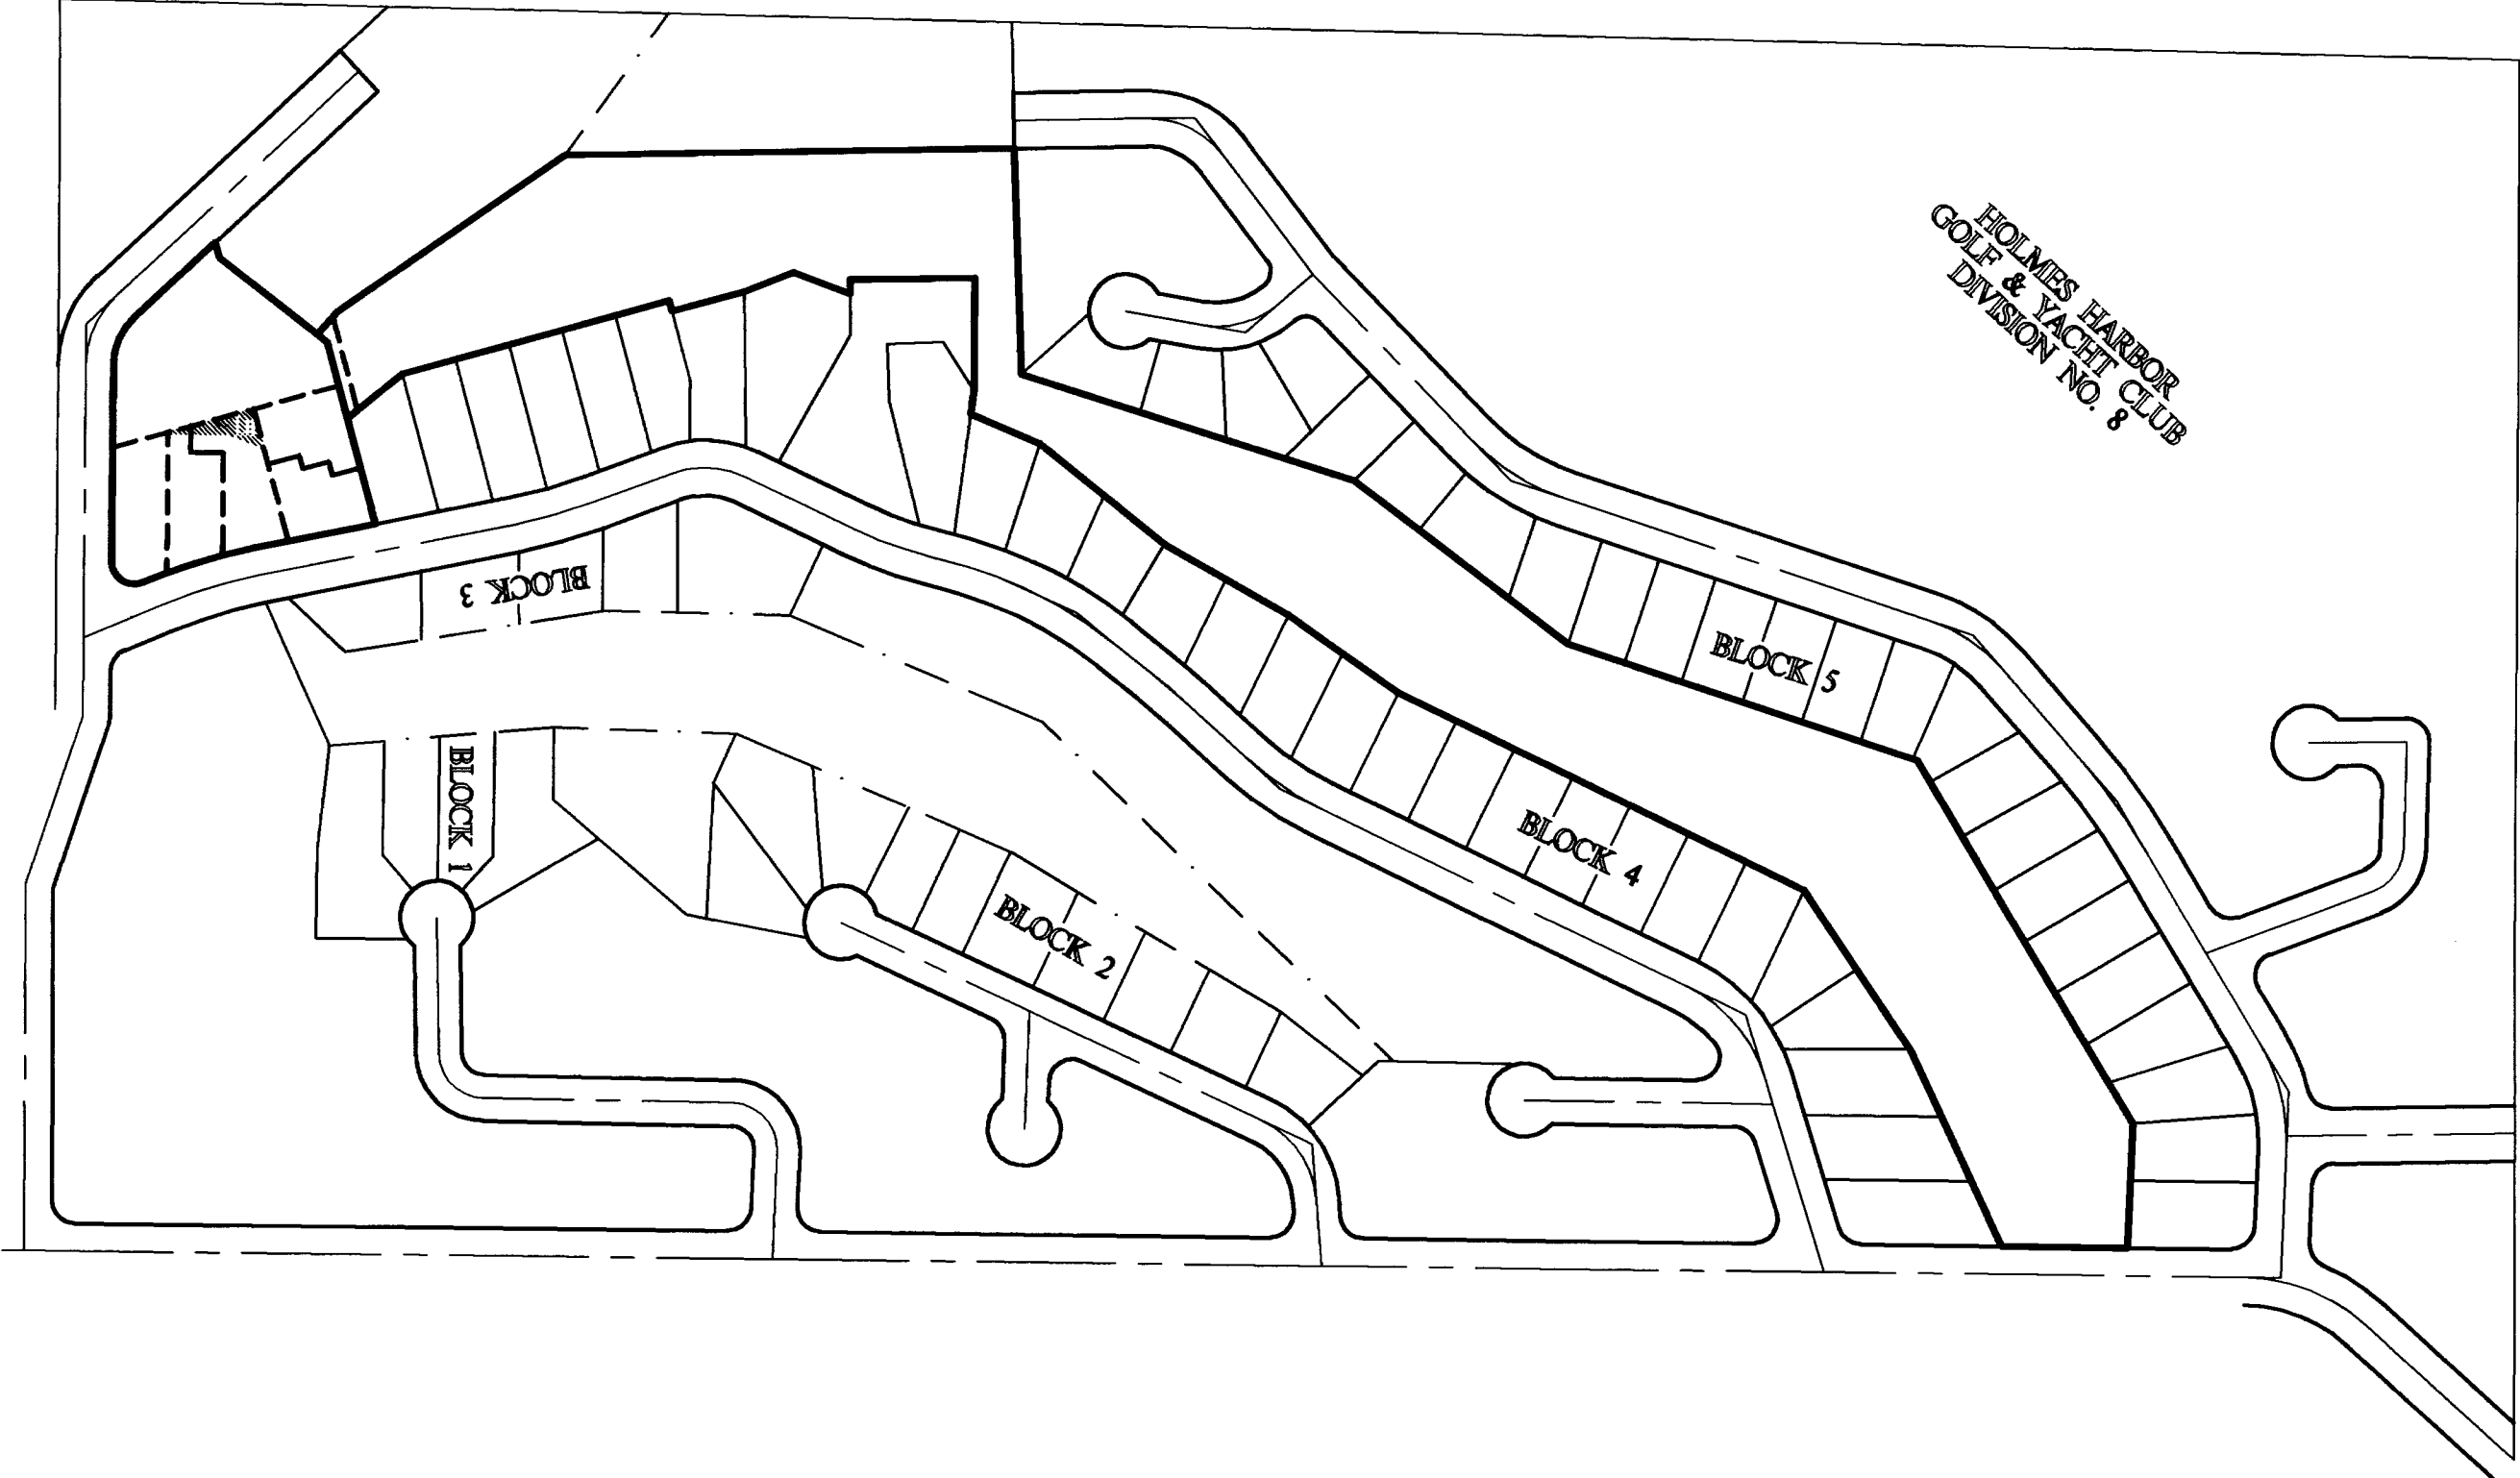 HOLMES HARBOR
GOLF & YACHT CLUB
DIVISION NO. 8
BLOCK 3
BLOCK 5
BLOCK 1
BLOCK 4
BLOCK 2